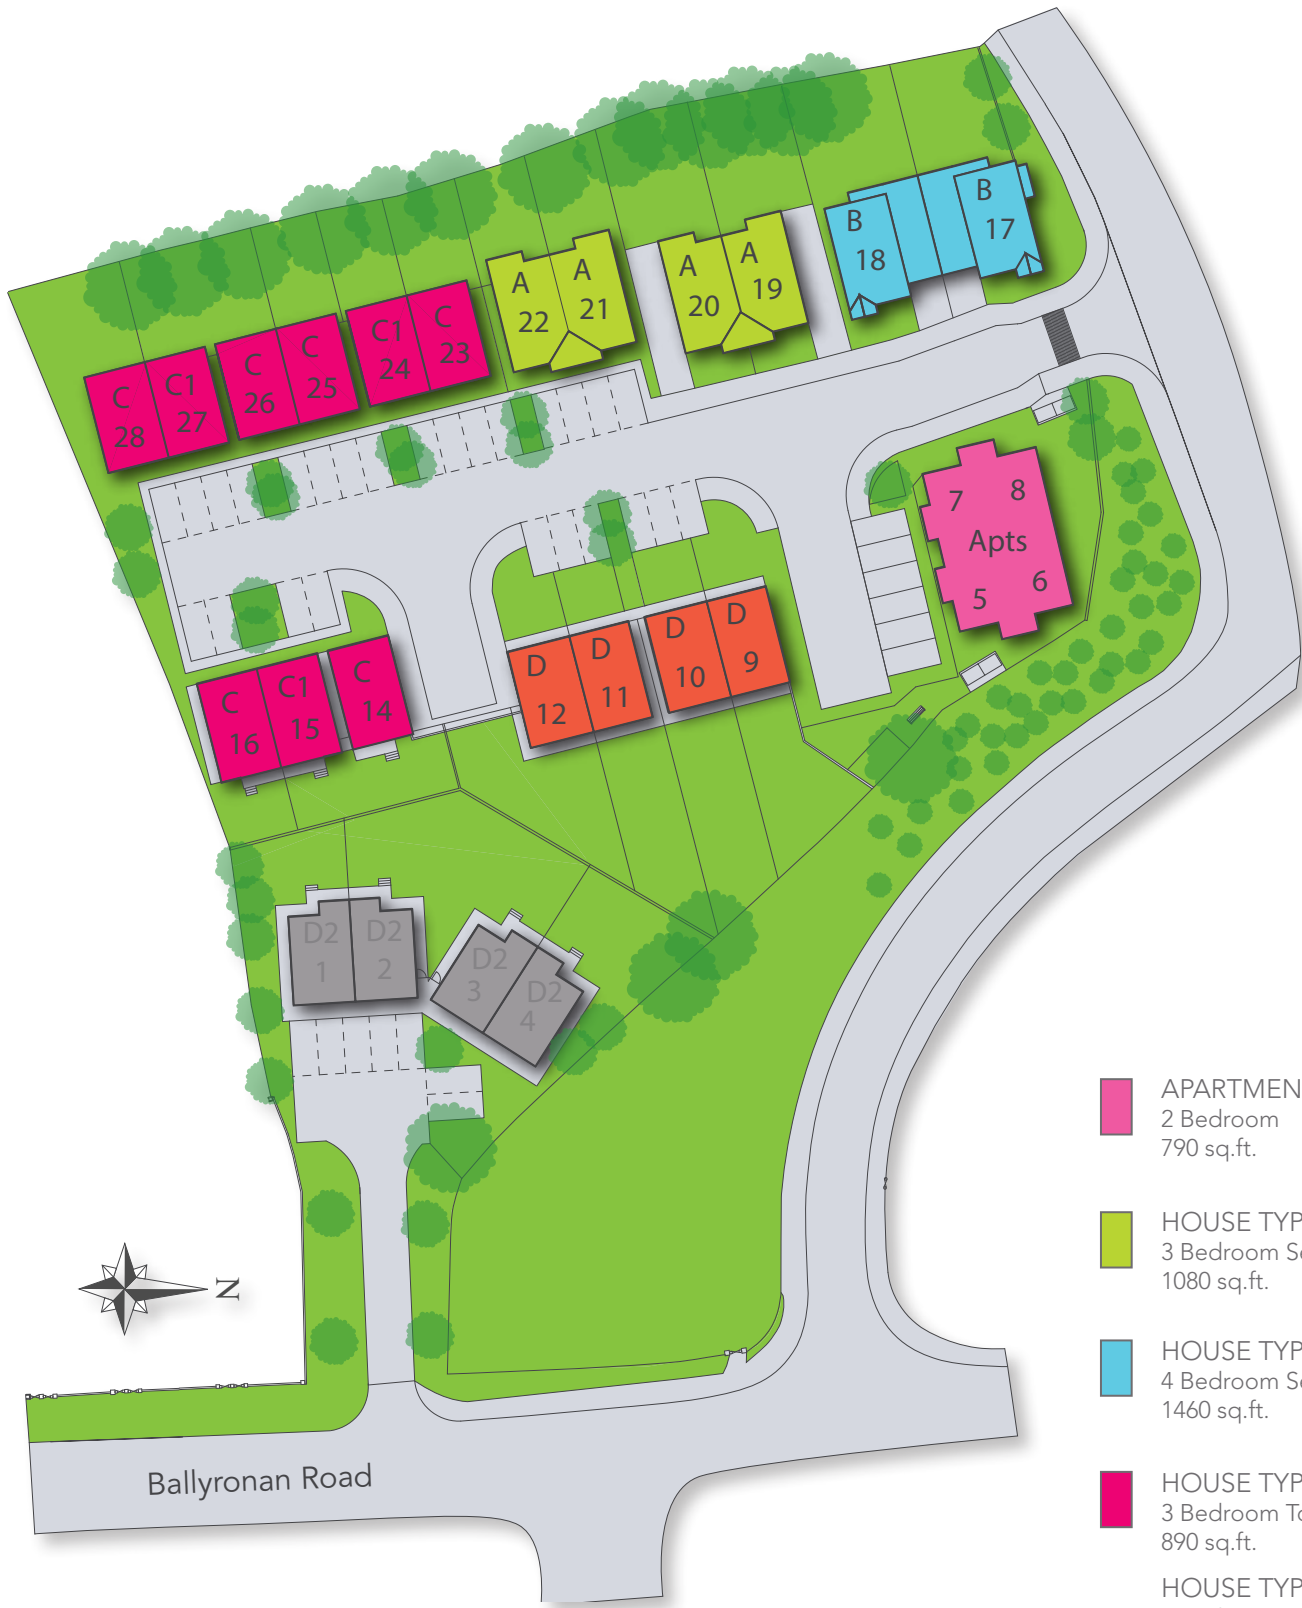 B
17
B
18
A
19
A
20
A
21
A
22
C
23
C1
24
C
25
C
26
C1
27
C
28
7
8
Apts
5
6
D
9
D
10
D
11
D
12
C
14
C1
15
C
16
D2
1
D2
2
D2
3
D2
4
N
Ballyronan Road
APARTMEN
2 Bedroom
790 sq.ft.
HOUSE TYP
3 Bedroom Se
1080 sq.ft.
HOUSE TYP
4 Bedroom Se
1460 sq.ft.
HOUSE TYP
3 Bedroom To
890 sq.ft.
HOUSE TYP